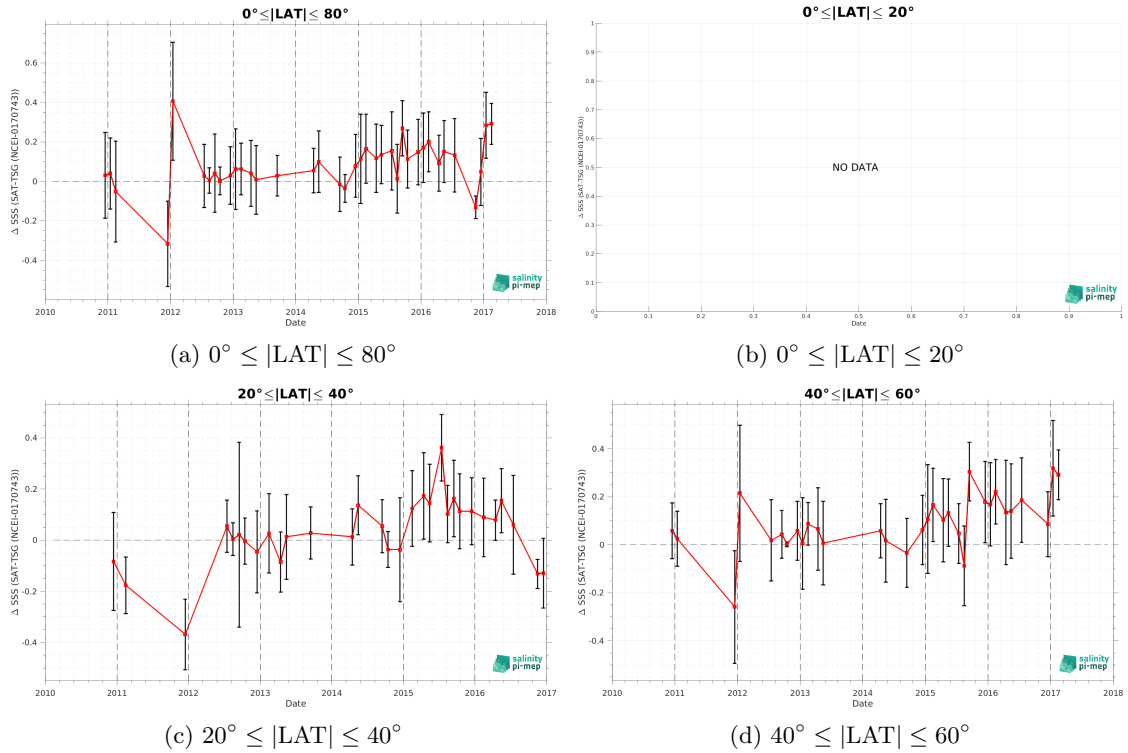 0°≤|LAT|≤ 80°
Δ SSS (SAT-TSG (NCEI-0170743))
0.6
0.4
0.2
0
-0.2
-0.4
2010 2011 2012 2013 2014 2015 2016 2017 2018
Date
salinity
pi-mep
(a) 0° ≤ |LAT| ≤ 80°
0°≤|LAT|≤ 20°
Δ SSS (SAT-TSG (NCEI-0170743))
1
0.9
0.8
0.7
0.6
0.5
0.4
0.3
0.2
0.1
0
NO DATA
0 0.1 0.2 0.3 0.4 0.5 0.6 0.7 0.8 0.9 1
Date
salinity
pi-mep
(b) 0° ≤ |LAT| ≤ 20°
20°≤|LAT|≤ 40°
Δ SSS (SAT-TSG (NCEI-0170743))
0.4
0.2
0
-0.2
-0.4
2010 2011 2012 2013 2014 2015 2016 2017
Date
salinity
pi-mep
(c) 20° ≤ |LAT| ≤ 40°
40°≤|LAT|≤ 60°
Δ SSS (SAT-TSG (NCEI-0170743))
0.4
0.2
0
-0.2
-0.4
2010 2011 2012 2013 2014 2015 2016 2017 2018
Date
salinity
pi-mep
(d) 40° ≤ |LAT| ≤ 60°